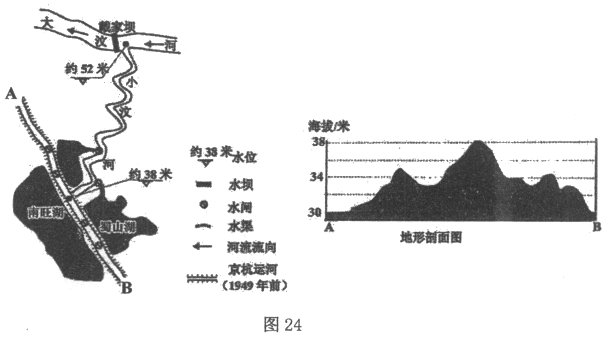 大
汶
戴家坝
河
约52米
小
汶
河
A
约38米
南旺湖
蜀山湖
B
约38米水位
水坝
水闸
水渠
河流流向
京杭运河
(1949年前)
海拔/米
38
34
30
A
B
地形剖面图
图24